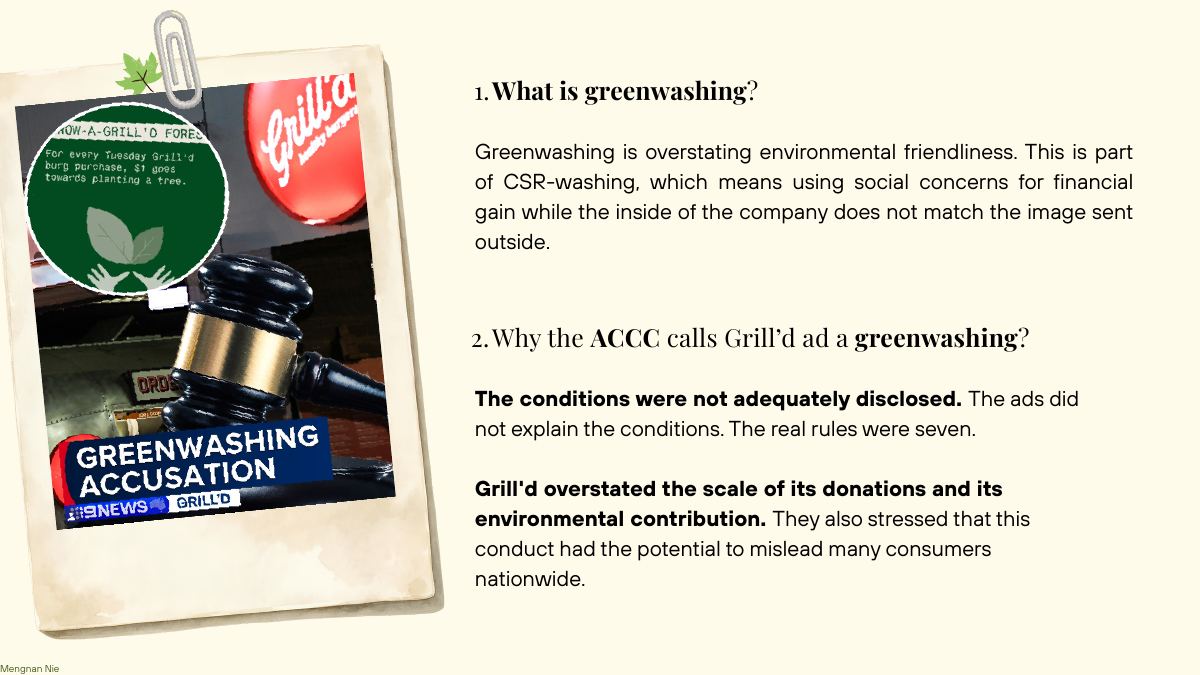 HOW-A-GRILL'D FORES
For every Tuesday Grill'd
burg purchase, $1 goes
towards planting a tree.
Grill'd
healthy burgers
ORD
GREENWASHING
ACCUSATION
9NEWS GRILL'D
1. What is greenwashing?
Greenwashing is overstating environmental friendliness. This is part
of CSR-washing, which means using social concerns for financial
gain while the inside of the company does not match the image sent
outside.
2. Why the ACCC calls Grill’d ad a greenwashing?
The conditions were not adequately disclosed. The ads did
not explain the conditions. The real rules were seven.
Grill'd overstated the scale of its donations and its
environmental contribution. They also stressed that this
conduct had the potential to mislead many consumers
nationwide.
Mengnan Nie